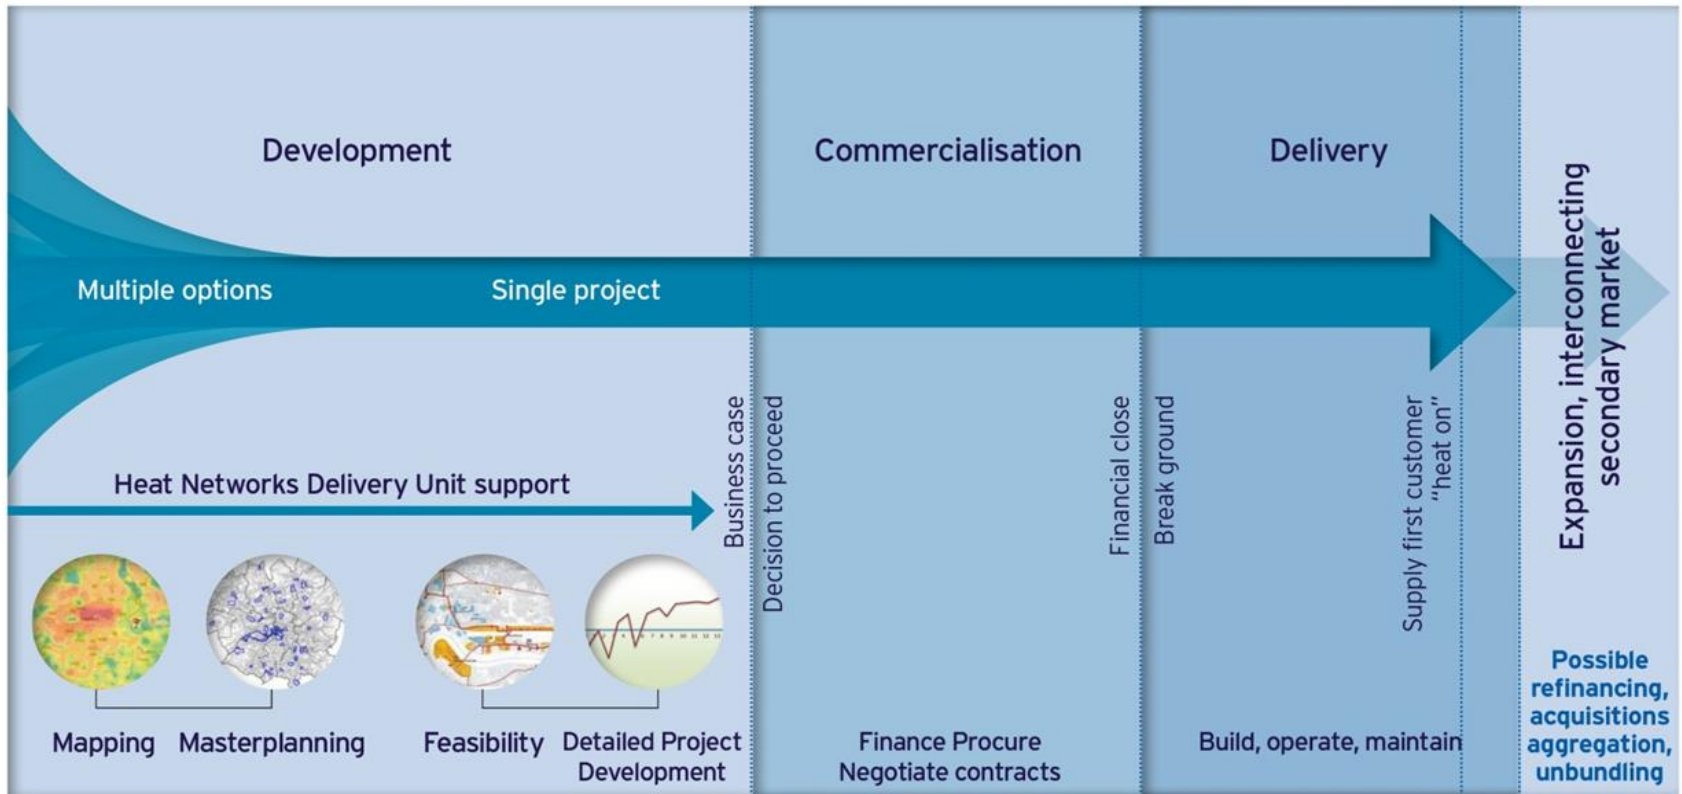 Development
Commercialisation
Delivery
Multiple options
Single project
Heat Networks Delivery Unit support
Business case
Decision to proceed
Financial close
Break ground
Supply first customer
“heat on”
Expansion, interconnecting
secondary market
Mapping
Masterplanning
Feasibility
Detailed Project
Development
Finance Procure
Negotiate contracts
Build, operate, maintain
Possible
refinancing,
acquisitions
aggregation,
unbundling